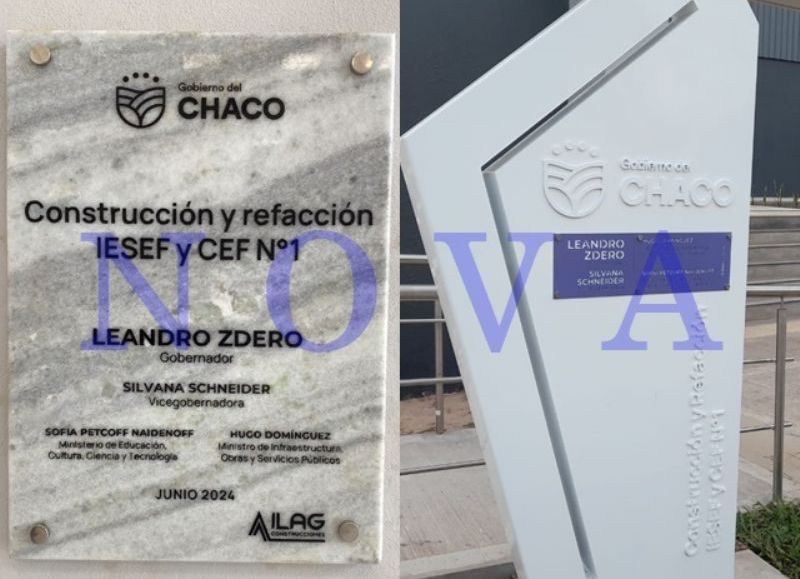 Gobierno del
CHACO
Construcción y refacción
IESEF y CEF N°1
LEANDRO ZDERO
Gobernador
SILVANA SCHNEIDER
Vicegobernadora
SOFIA PETCOFF NAIDENOFF
Ministerio de Educación,
Cultura, Ciencia y Tecnología
HUGO DOMÍNGUEZ
Ministro de Infraestructura,
Obras y Servicios Públicos
JUNIO 2024
ILAG
CONSTRUCCIONES
Gobierno del
CHACO
LEANDRO
ZDERO
SILVANA
SCHNEIDER
Construcción y Refacción
IESEF y CEF N°1
NOVA